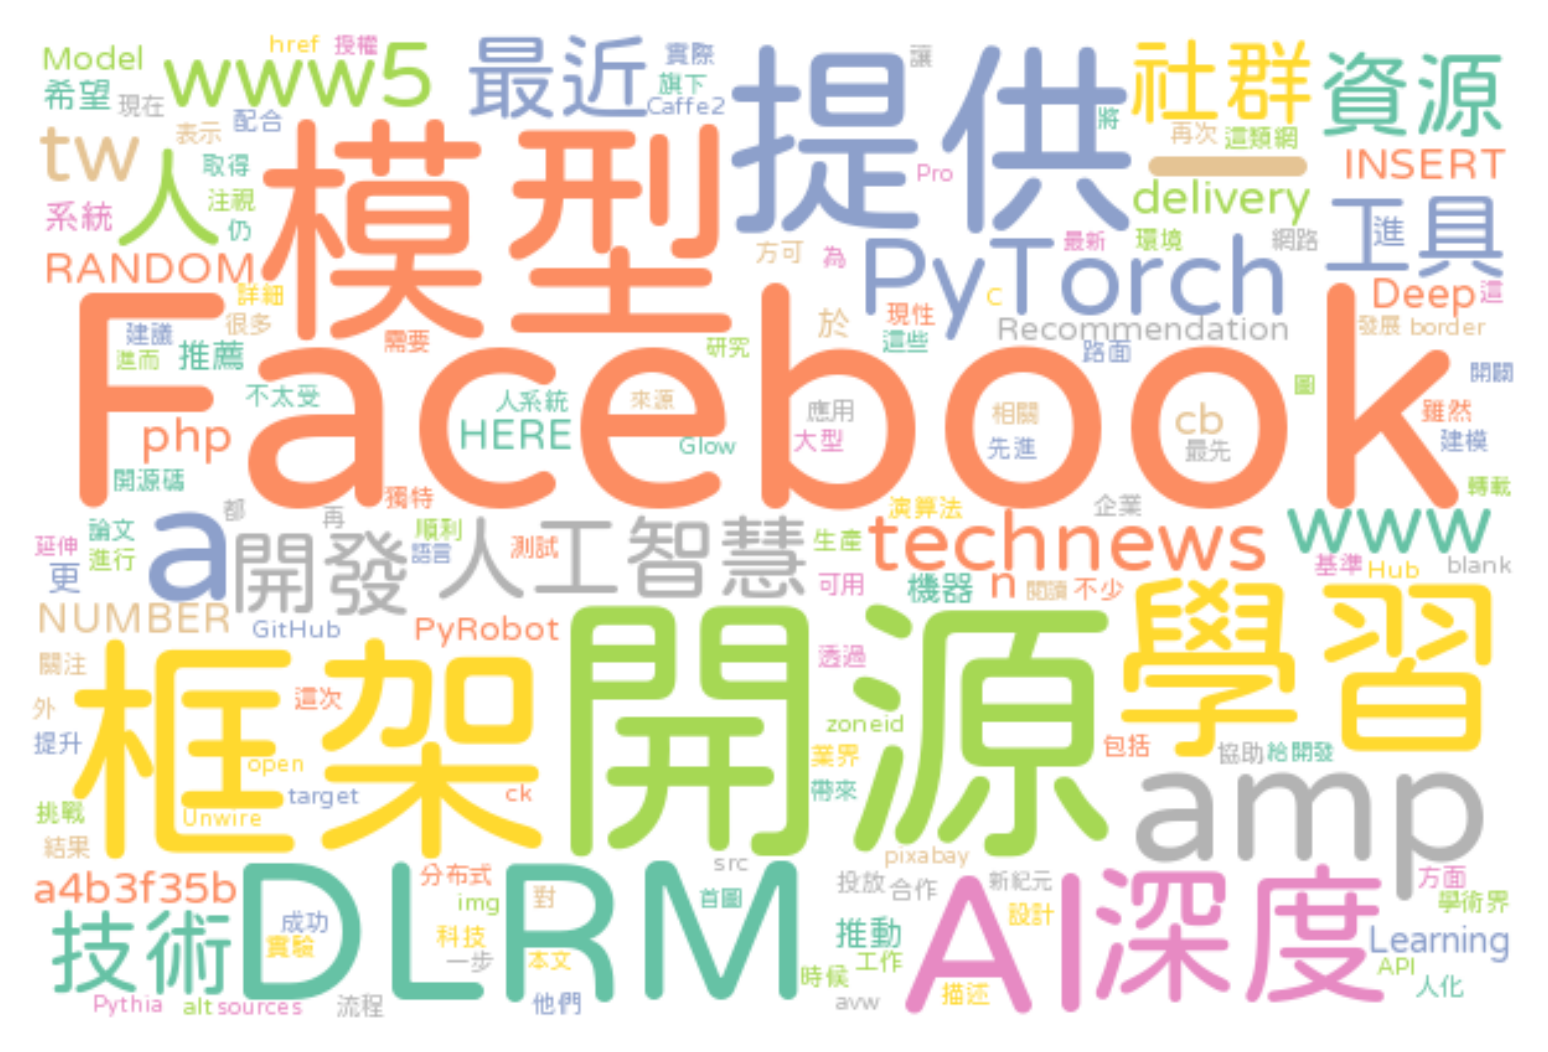 Model
href
授權
www5
最近
實際
旗下
Caffe2
提供
讓
社群
資源
希望
現在
表示
配合
將
再次
這類網
一
INSERT
tw
人
取得
注視
仍
系統
RANDOM
模型
Pro
delivery
工具
進
方可
為
PyTorch
最新
環境
網路
Deep
這
詳細
很多
建議
進而
推薦
需要
研究
於
c
現性
這些
Recommendation
路面
發展
border
Facebook
不太受
人系統
HERE
來源
Glow
應用
大型
相關
先進
cb
最先
圖
開關
雖然
建模
php
開源碼
獨特
轉載
都
再
論文
進行
延伸
更
a
開發
順利
語言
人工智慧
測試
生產
可用
演算法
企業
technews
www
機器
n
閱讀
不少
基準
Hub
blank
NUMBER
GitHub
PyRobot
開源
學習
關注
外
提升
框架
這次
透過
zoneid
業界
帶來
包括
協助
給開發
open
target
ck
Unwire
挑戰
結果
amp
a4b3f35b
DLRM
分布式
img
對
src
首圖
pixabay
投放
合作
新紀元
設計
AI
深度
方面
學術界
技術
成功
實驗
科技
一步
本文
推動
工作
時候
描述
Learning
API
人化
Pythia
alt
sources
流程
他們
avw